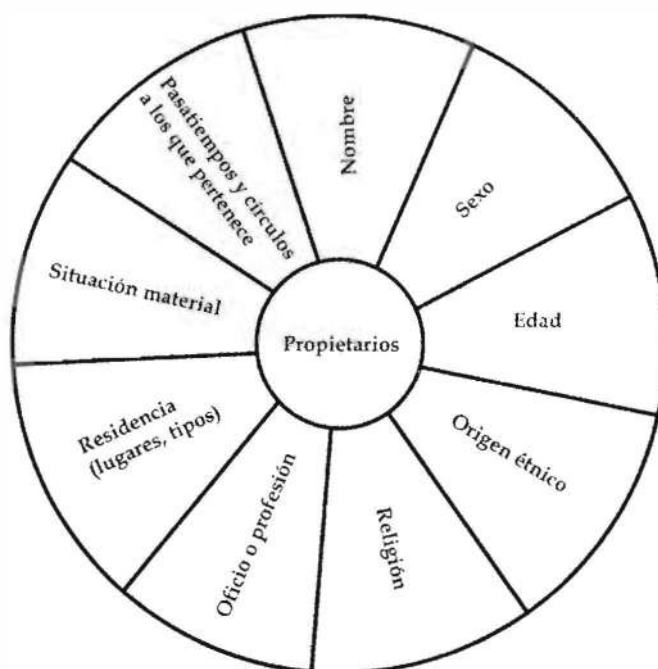 Propietarios
Nombre
Sexo
Edad
Origen étnico
Religión
Oficio o profesión
Residencia
(lugares, tipos)
Situación material
Pasatiempos y círculos
a los que pertenece